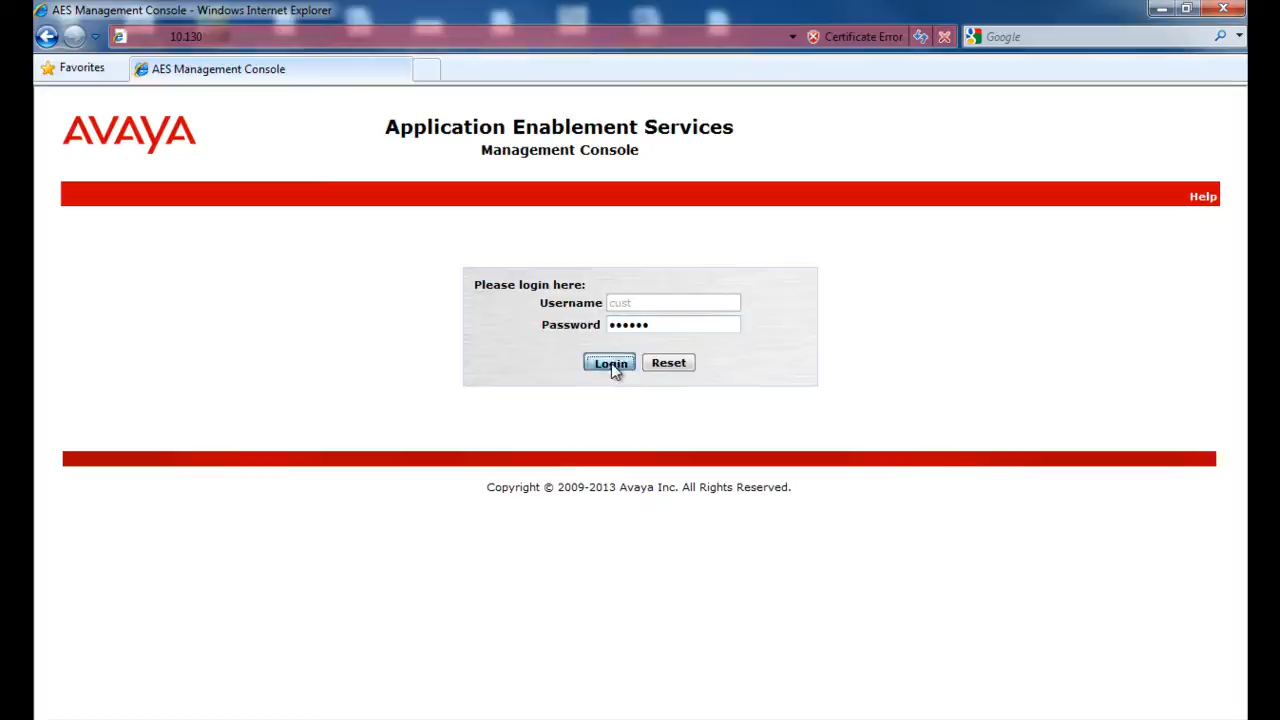 AES Management Console - Windows Internet Explorer
10.130
Certificate Error
Google
Favorites
AES Management Console
AVAYA
Application Enablement Services
Management Console
Help
Please login here:
Username cust
Password ••••••
Login Reset
Copyright © 2009-2013 Avaya Inc. All Rights Reserved.